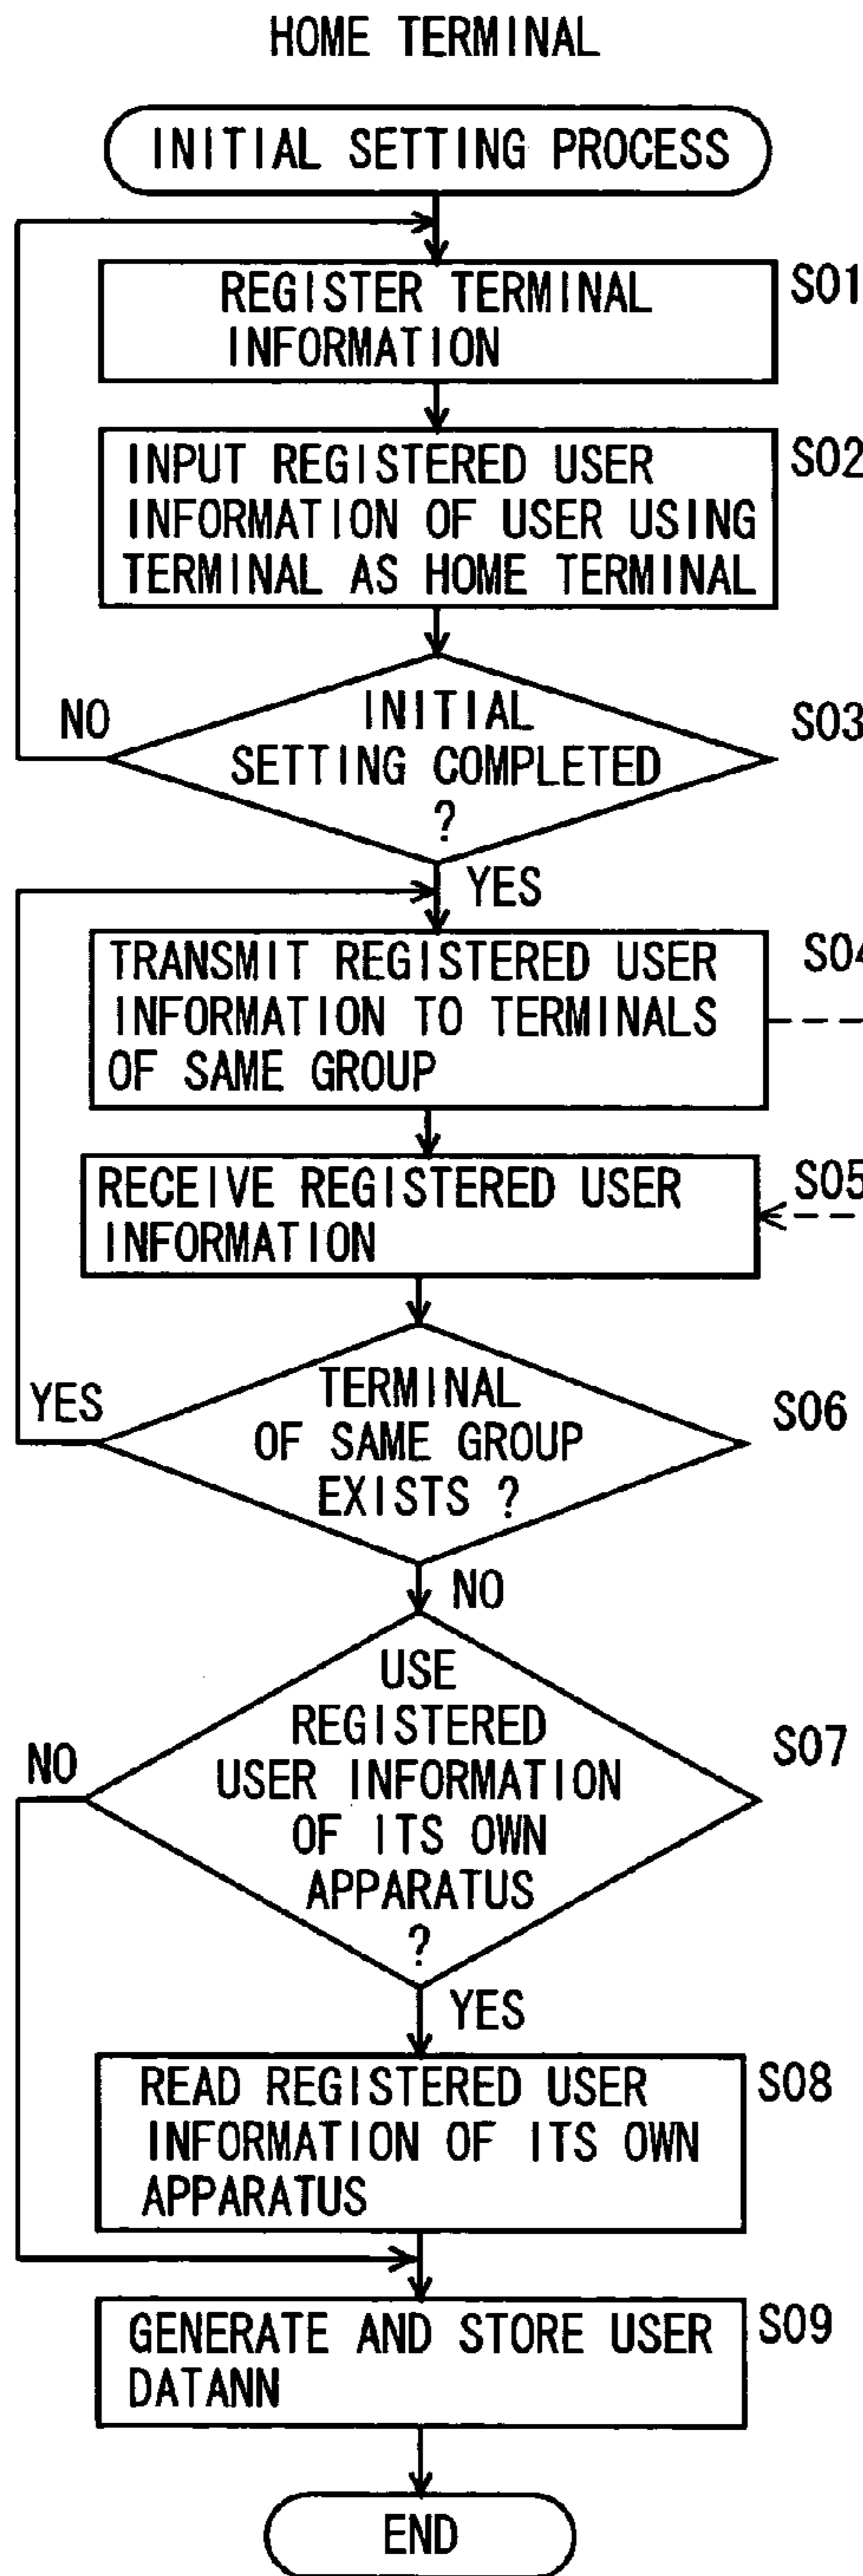 HOME TERMINAL
INITIAL SETTING PROCESS
REGISTER TERMINAL
INFORMATION
S01
INPUT REGISTERED USER
INFORMATION OF USER USING
TERMINAL AS HOME TERMINAL
S02
INITIAL
SETTING COMPLETED
?
S03
NO
YES
TRANSMIT REGISTERED USER
INFORMATION TO TERMINALS
OF SAME GROUP
S04
RECEIVE REGISTERED USER
INFORMATION
S05
TERMINAL
OF SAME GROUP
EXISTS ?
S06
YES
NO
USE
REGISTERED
USER INFORMATION
OF ITS OWN
APPARATUS
?
S07
NO
YES
READ REGISTERED USER
INFORMATION OF ITS OWN
APPARATUS
S08
GENERATE AND STORE USER
DATANN
S09
END